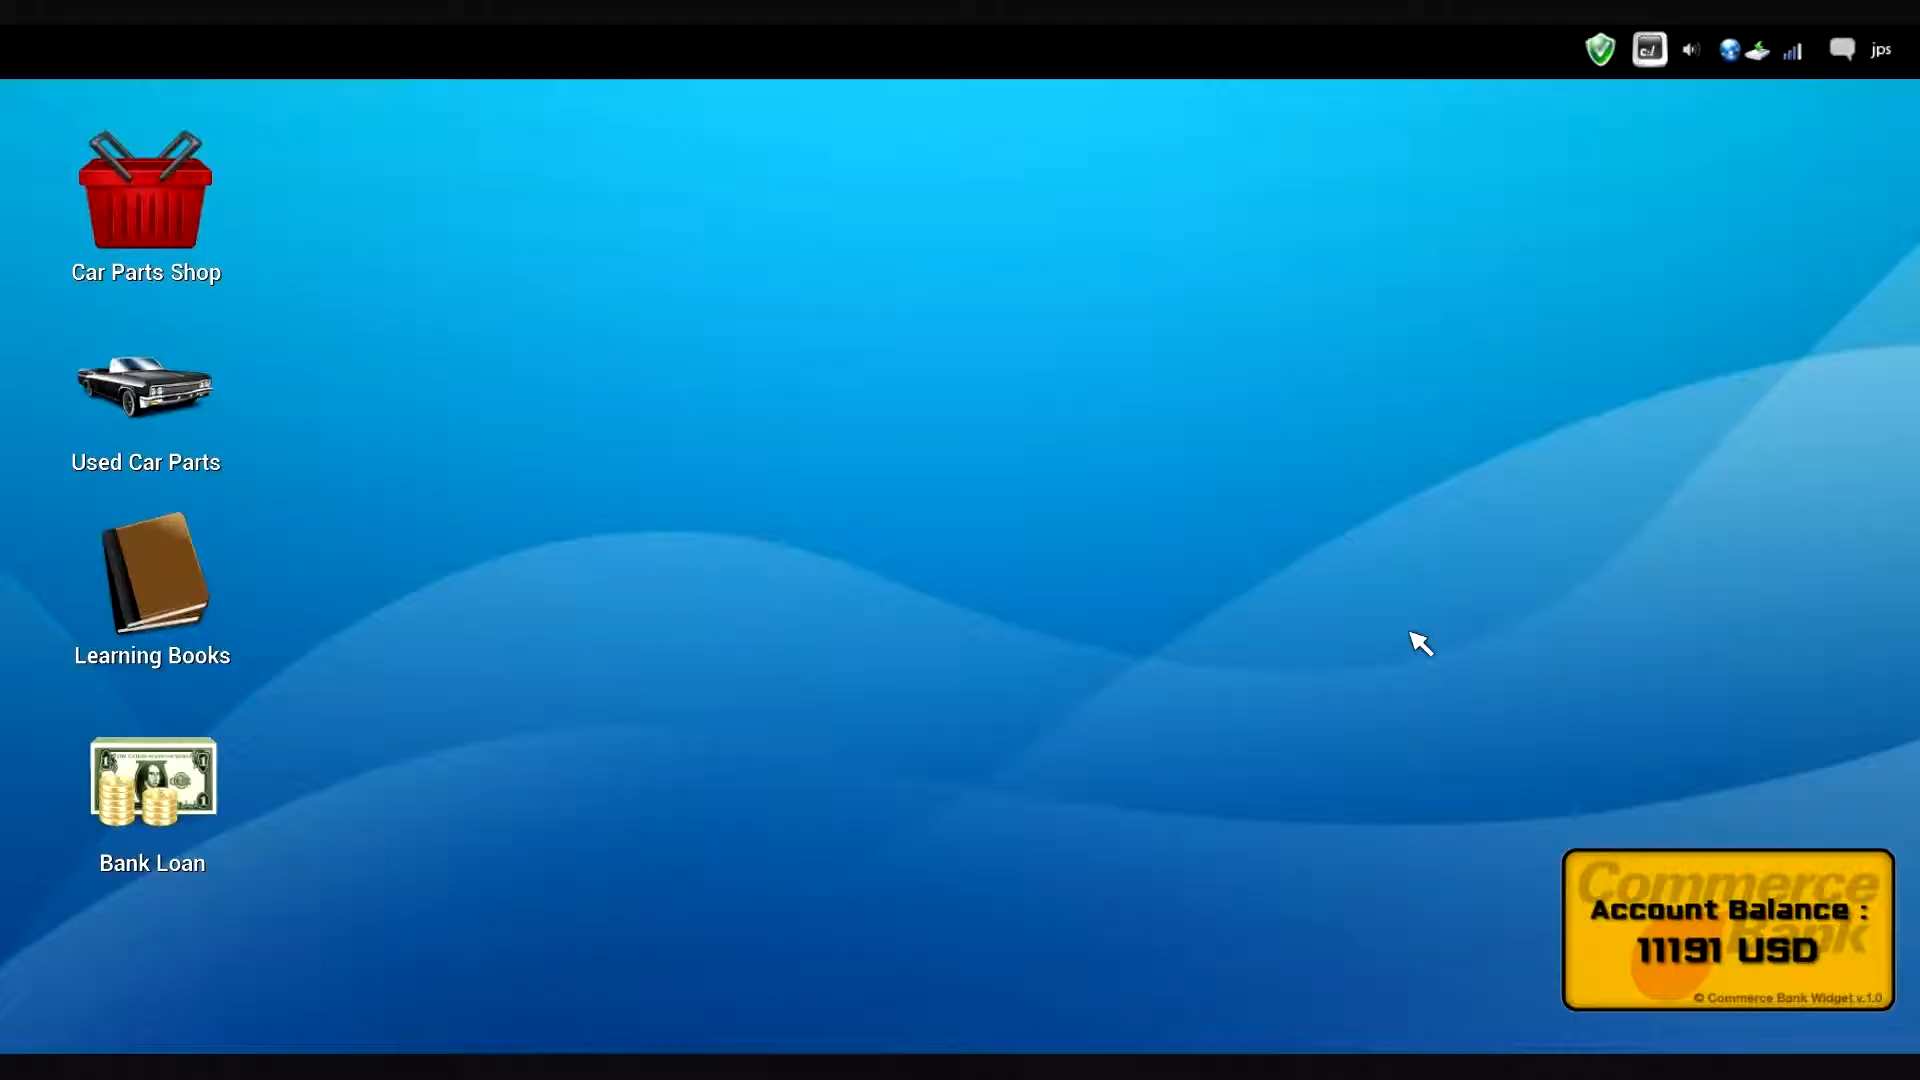 c:/
jps
Car Parts Shop
Used Car Parts
Learning Books
Bank Loan
Commerce
Account Balance :
Bank
11191 USD
© Commerce Bank Widget v.1.0